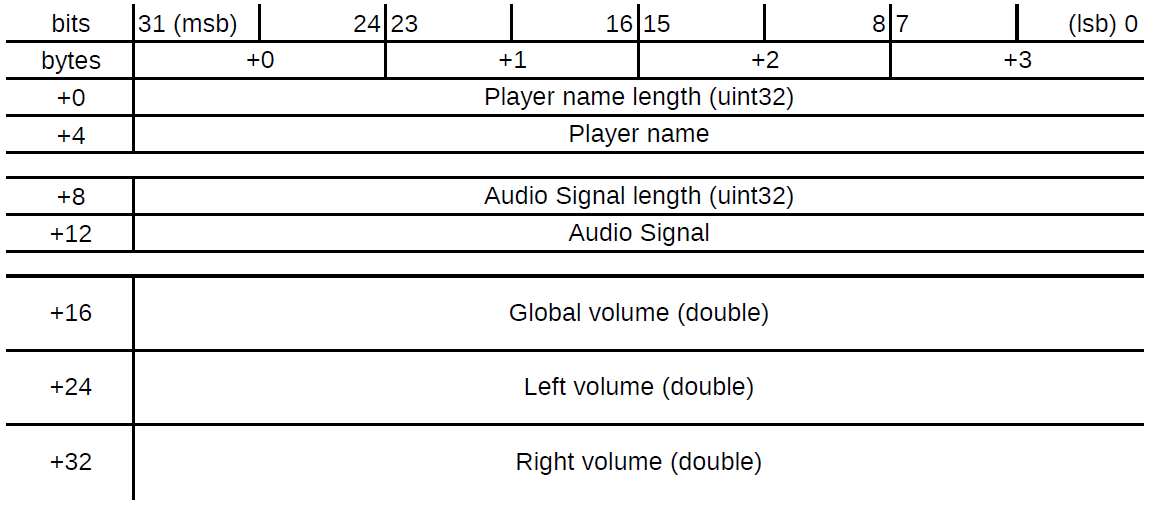 bits 31 (msb) 24 23 16 15 8 7 (lsb) 0
bytes +0 +1 +2 +3
+0 Player name length (uint32)
+4 Player name
+8 Audio Signal length (uint32)
+12 Audio Signal
+16 Global volume (double)
+24 Left volume (double)
+32 Right volume (double)